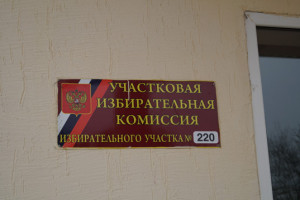 УЧАСТКОВАЯ
ИЗБИРАТЕЛЬНАЯ
КОМИССИЯ
ИЗБИРАТЕЛЬНОГО УЧАСТКА № 220